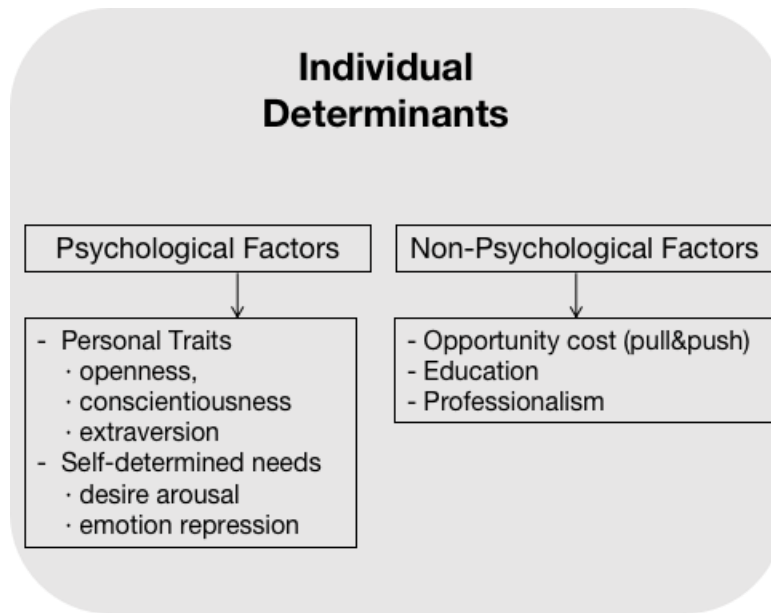 Individual
Determinants
Psychological Factors
- Personal Traits
· openness,
· conscientiousness
· extraversion
- Self-determined needs
· desire arousal
· emotion repression
Non-Psychological Factors
- Opportunity cost (pull&push)
- Education
- Professionalism